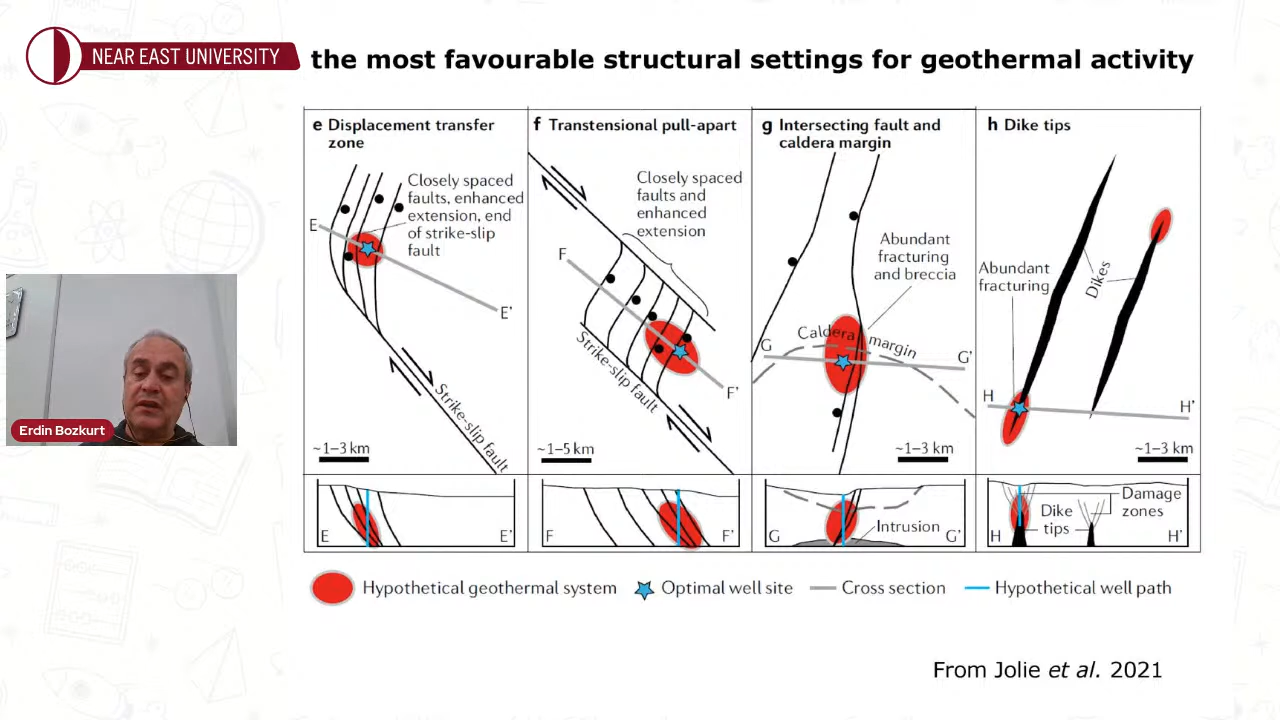 NEAR EAST UNIVERSITY
the most favourable structural settings for geothermal activity
e Displacement transfer
zone
Closely spaced
faults, enhanced
extension, end
of strike-slip
fault
E
E'
Strike-slip fault
~1–3 km
E
E'
f Transtensional pull-apart
Closely spaced
faults and
enhanced
extension
F
Strike-slip fault
F'
~1–5 km
F
F'
g Intersecting fault and
caldera margin
Abundant
fracturing
and breccia
Caldera margin
G
G'
~1–3 km
Intrusion
G
G'
h Dike tips
Abundant
fracturing
Dikes
H
H'
~1–3 km
Damage
zones
Dike
tips
H
H'
Erdin Bozkurt
Hypothetical geothermal system
Optimal well site
Cross section
Hypothetical well path
From Jolie et al. 2021